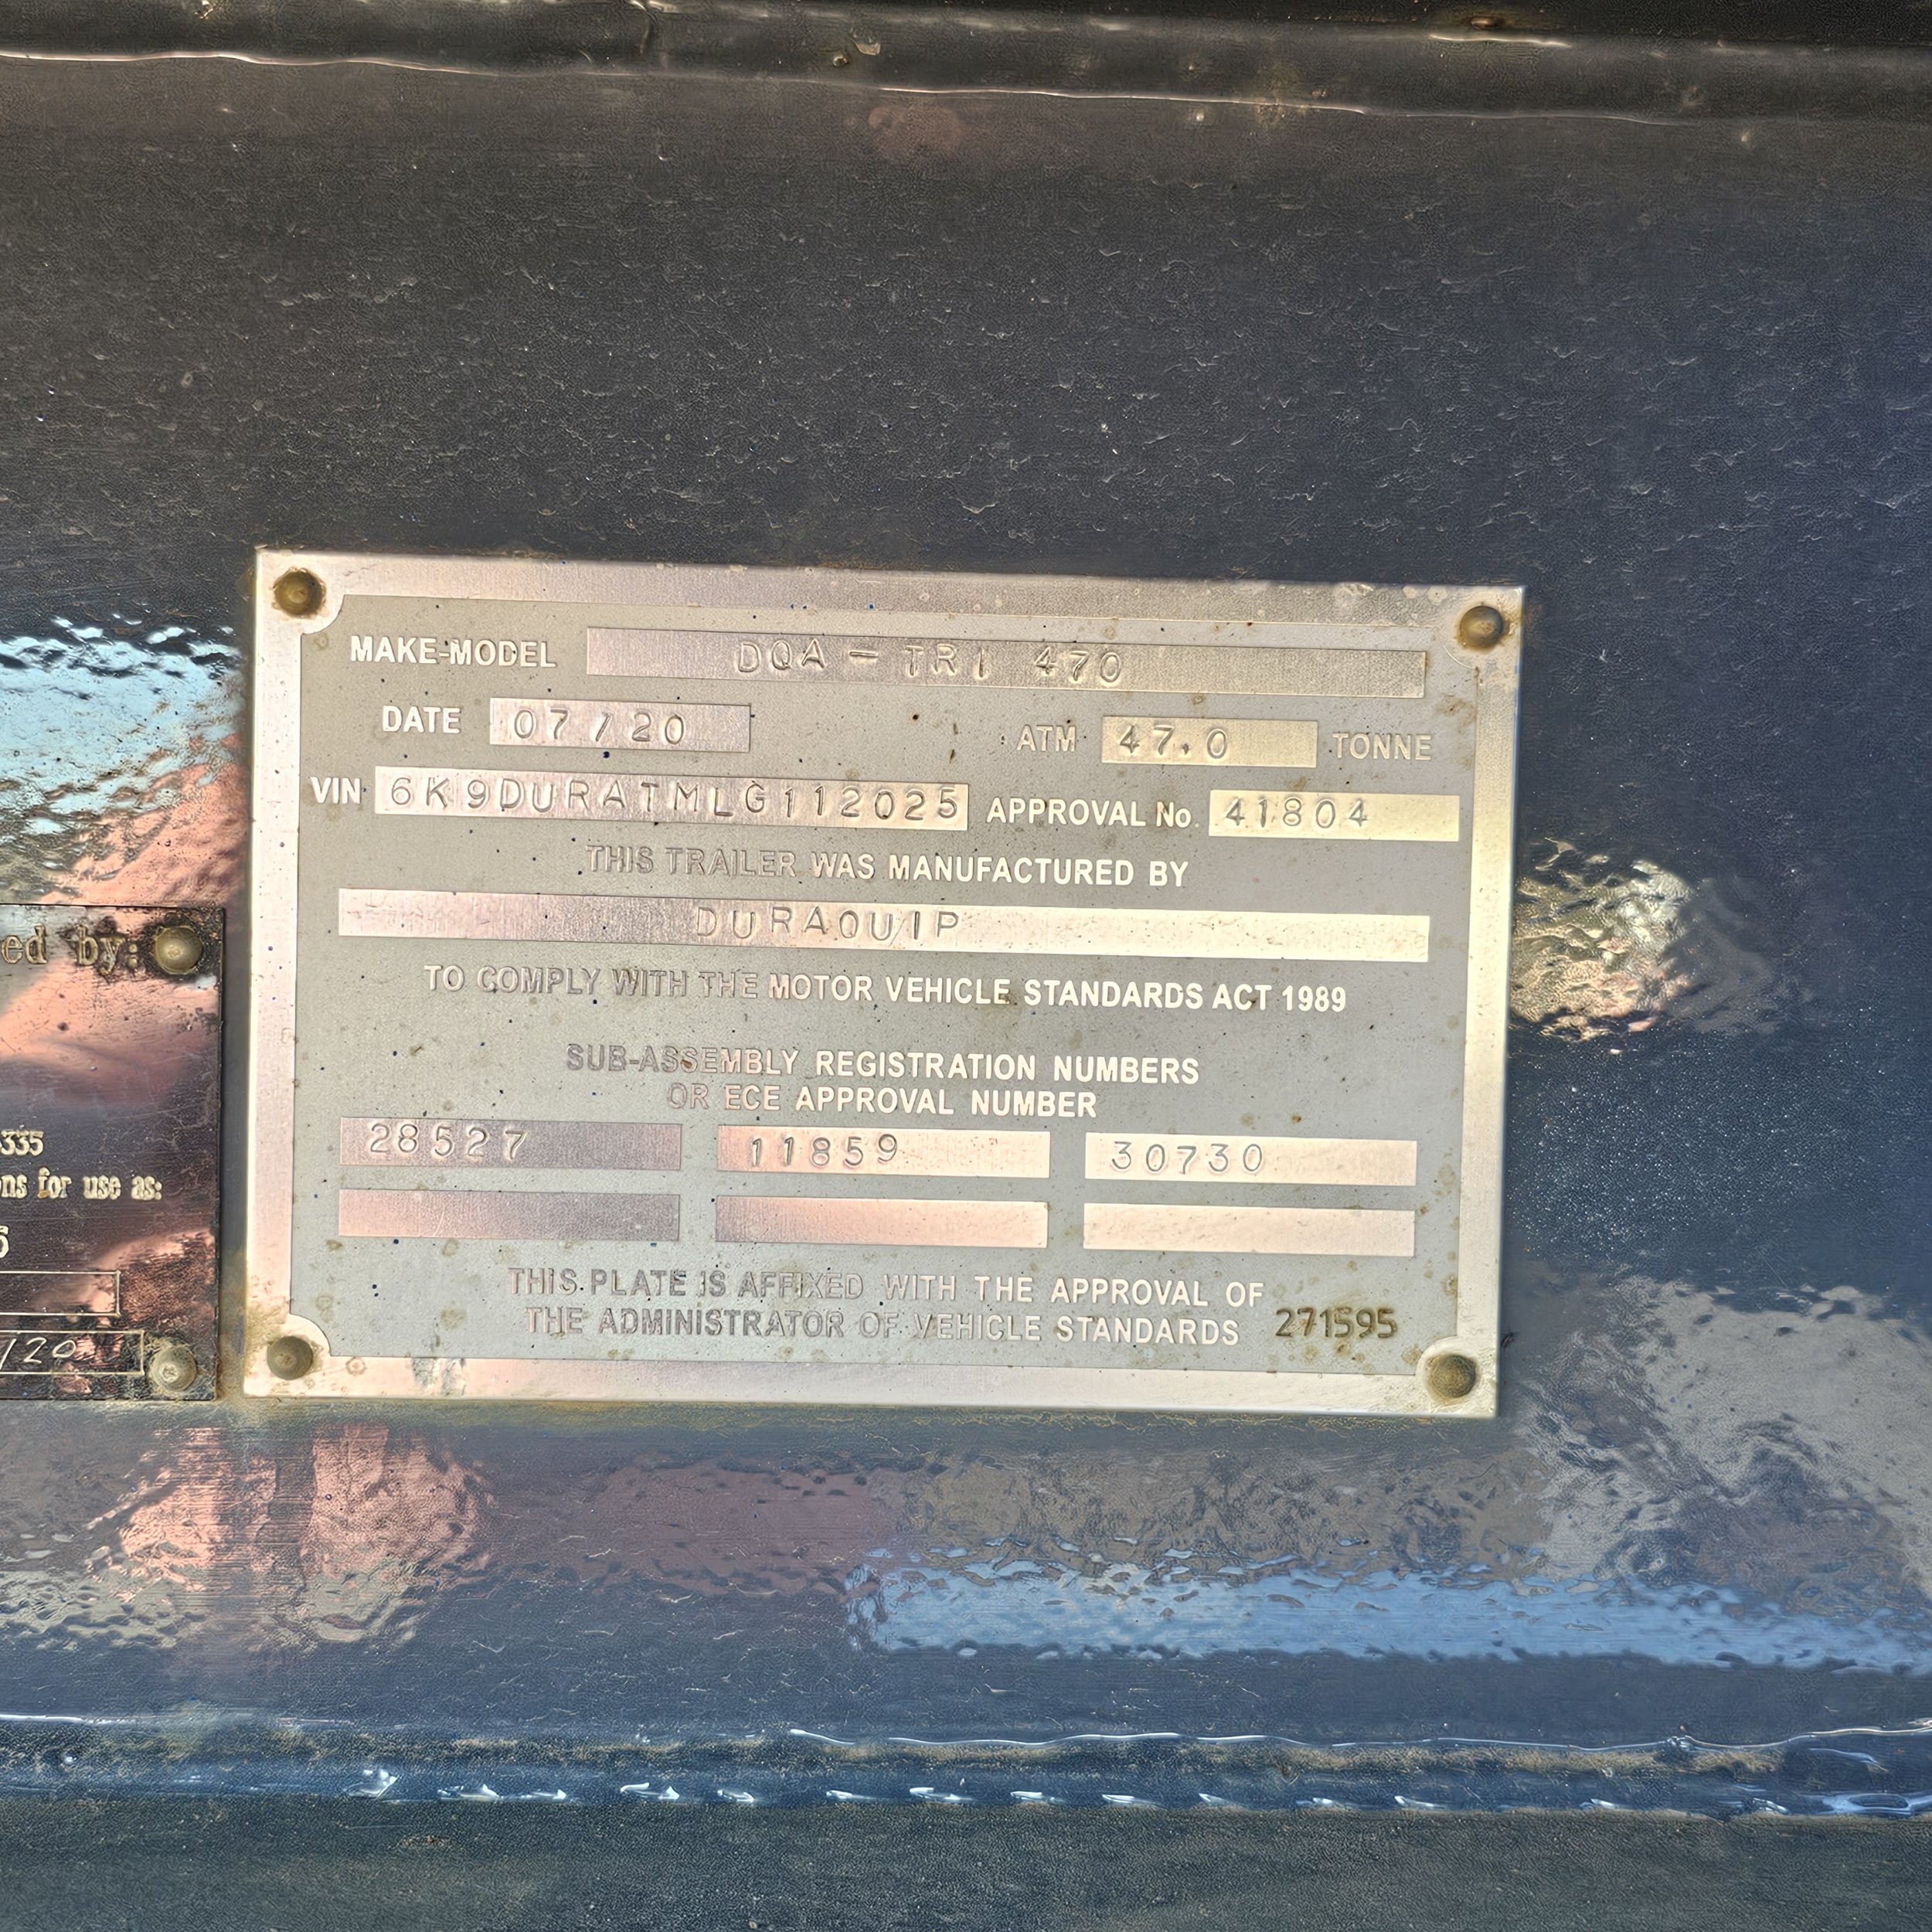 MAKE-MODEL DQA - TRI 470
DATE 07/20 ATM 47.0 TONNE
VIN 6K9DURATMLG112025 APPROVAL No. 41804
THIS TRAILER WAS MANUFACTURED BY
DURAQUIP
TO COMPLY WITH THE MOTOR VEHICLE STANDARDS ACT 1989
SUB-ASSEMBLY REGISTRATION NUMBERS
OR ECE APPROVAL NUMBER
28527 11859 30730
THIS PLATE IS AFFIXED WITH THE APPROVAL OF
THE ADMINISTRATOR OF VEHICLE STANDARDS 271595
ed by:
335
ns for use as:
/20